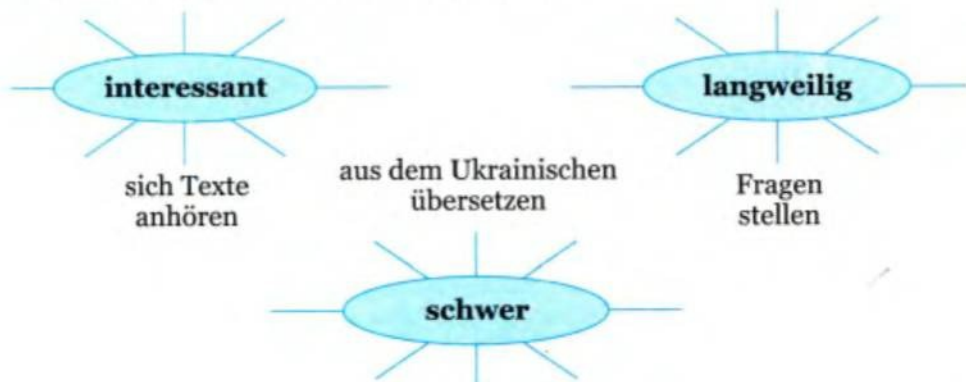 interessant
langweilig
sich Texte
anhören
aus dem Ukrainischen
übersetzen
Fragen
stellen
schwer